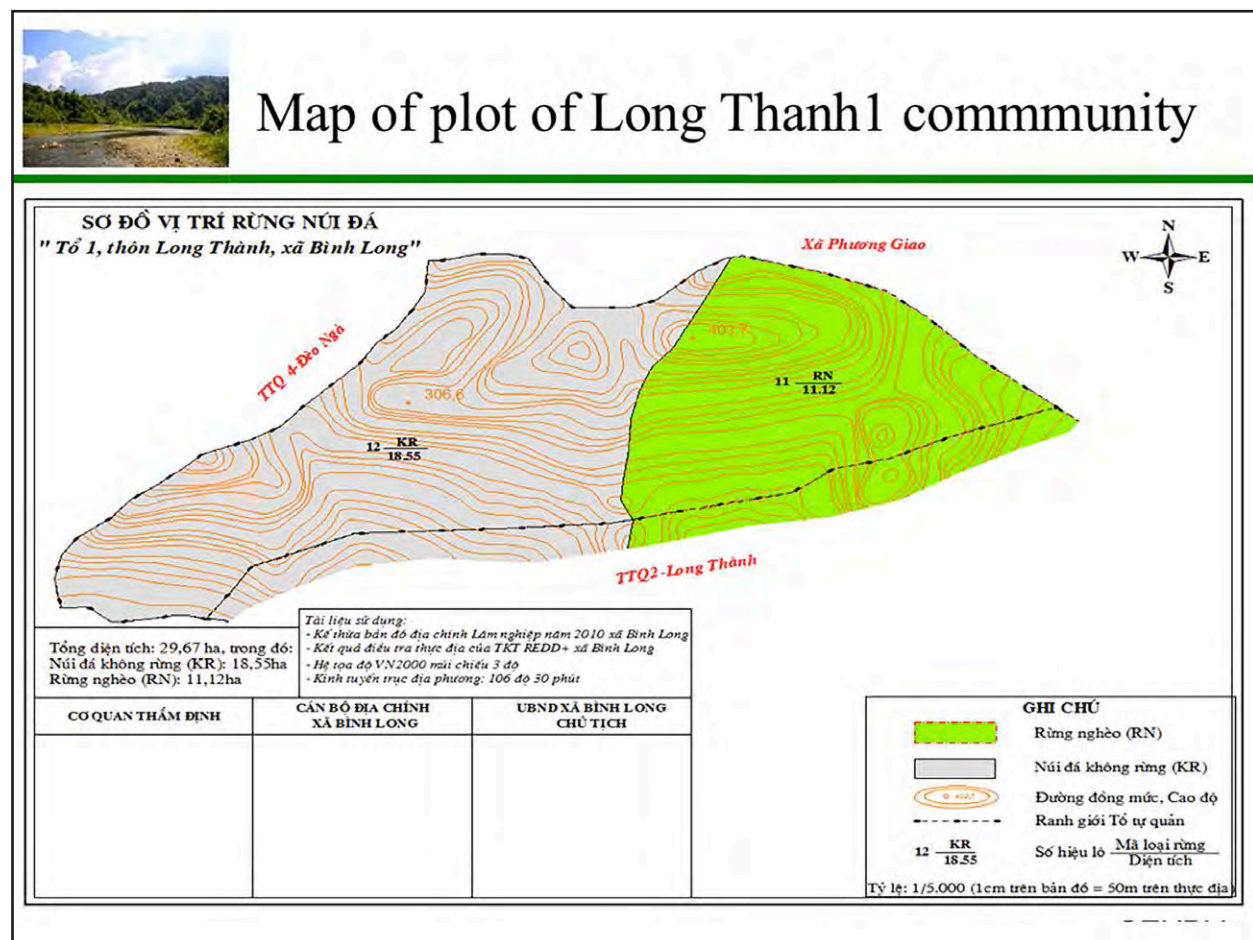 Map of plot of Long Thanh1 commmunity
SƠ ĐỒ VỊ TRÍ RỪNG NÚI ĐÁ
" Tổ 1, thôn Long Thành, xã Bình Long"
Xã Phương Giao
N
W E
S
TTQ 4-Đèo Ngà
403,7
306,6
11 RN
11.12
12 KR
18.55
TTQ2-Long Thành
Tổng diện tích: 29,67 ha, trong đó:
Núi đá không rừng (KR): 18,55ha
Rừng nghèo (RN): 11,12ha
Tài liệu sử dụng:
- Kế thừa bản đồ địa chính Lâm nghiệp năm 2010 xã Bình Long
- Kết quả điều tra thực địa của TKT REDD+ xã Bình Long
- Hệ tọa độ VN2000 múi chiếu 3 độ
- Kinh tuyến trục địa phương: 106 độ 30 phút
CƠ QUAN THẨM ĐỊNH
CÁN BỘ ĐỊA CHÍNH
XÃ BÌNH LONG
UBND XÃ BÌNH LONG
CHỦ TỊCH
GHI CHÚ
Rừng nghèo (RN)
Núi đá không rừng (KR)
Đường đồng mức, Cao độ
Ranh giới Tổ tự quản
12 KR
18.55
Số hiệu lô Mã loại rừng
Diện tích
Tỷ lệ: 1/5.000 (1cm trên bản đồ = 50m trên thực địa)